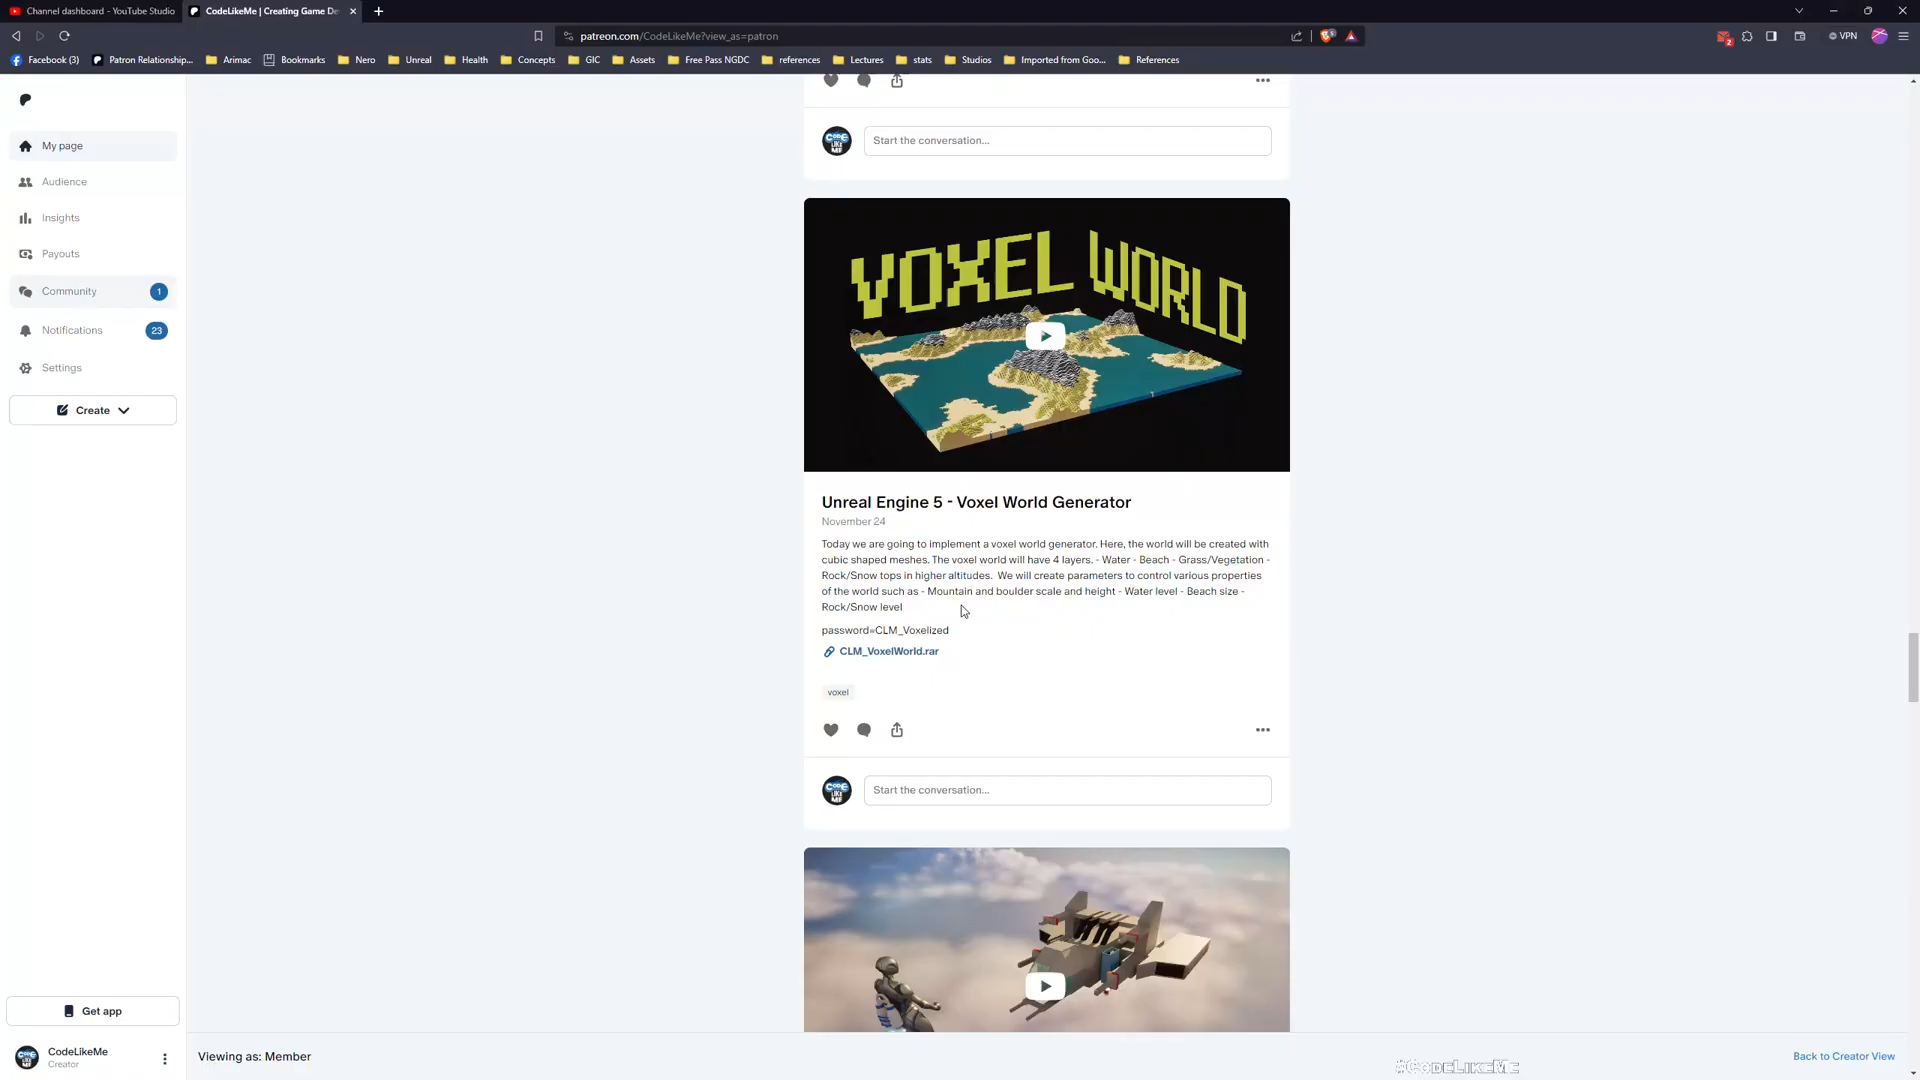 Channel dashboard - YouTube Studio
CodeLikeMe | Creating Game De
patreon.com/CodeLikeMe?view_as=patron
VPN
Facebook (3)
Patron Relationship...
Arimac
Bookmarks
Nero
Unreal
Health
Concepts
GIC
Assets
Free Pass NGDC
references
Lectures
stats
Studios
Imported from Goo...
References
My page
Audience
Insights
Payouts
Community 1
Notifications 23
Settings
Create
Start the conversation...
VOXEL WORLD
Unreal Engine 5 - Voxel World Generator
November 24
Today we are going to implement a voxel world generator. Here, the world will be created with
cubic shaped meshes. The voxel world will have 4 layers. - Water - Beach - Grass/Vegetation -
Rock/Snow tops in higher altitudes.  We will create parameters to control various properties
of the world such as - Mountain and boulder scale and height - Water level - Beach size -
Rock/Snow level
password=CLM_Voxelized
CLM_VoxelWorld.rar
voxel
CODE LIKE ME
Start the conversation...
Get app
CodeLikeMe
Creator
Viewing as: Member
#CodeLikeMe
Back to Creator View